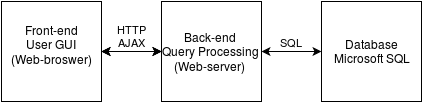 Front-end
User GUI
(Web-broswer)
HTTP
AJAX
Back-end
Query Processing
(Web-server)
SQL
Database
Microsoft SQL